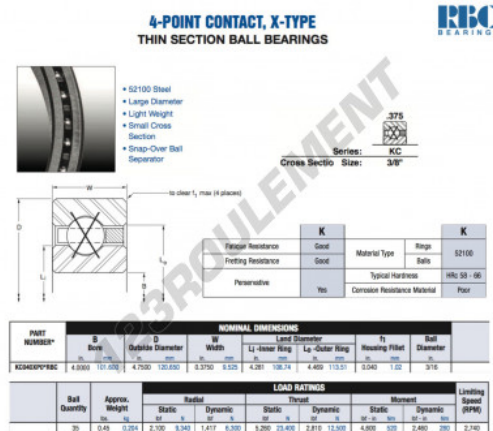 4-POINT CONTACT, X-TYPE
THIN SECTION BALL BEARINGS
RBC
BEARINGS
• 52100 Steel
• Large Diameter
• Light Weight
• Small Cross
Section
• Snap-Over Ball
Separator
.375
Series: KC
Cross Sectio Size: 3/8"
W
to clear f1 max (4 places)
D
L
L
B
K K
Fatigue Resistance Good Material Type Rings 52100
Fretting Resistance Good Balls
Perservative Yes Typical Hardness HRc 58 - 66
Corrosion Resistance Material Poor
123ROULEMENT
PART NUMBER* NOMINAL DIMENSIONS
B Bore D Outside Diameter W Width Land Diameter f1 Housing Fillet Ball Diameter
Li -Inner Ring Lo -Outer Ring
in. mm in. mm in. mm in. mm in. mm in. mm in.
KC040XP0*RBC 4.0000 101.600 4.7500 120.650 0.3750 9.525 4.281 108.74 4.469 113.51 0.040 1.02 3/16
Ball Quantity Approx. Weight LOAD RATINGS Limiting Speed (RPM)
Radial Thrust Moment
Static Dynamic Static Dynamic Static Dynamic
lbs. kg lbf N lbf N lbf N lbf N lbf - in Nm lbf - in Nm
35 0.45 0.204 2,100 9,340 1,417 6,300 5,260 23,400 2,810 12,500 4,600 520 2,460 280 2,740